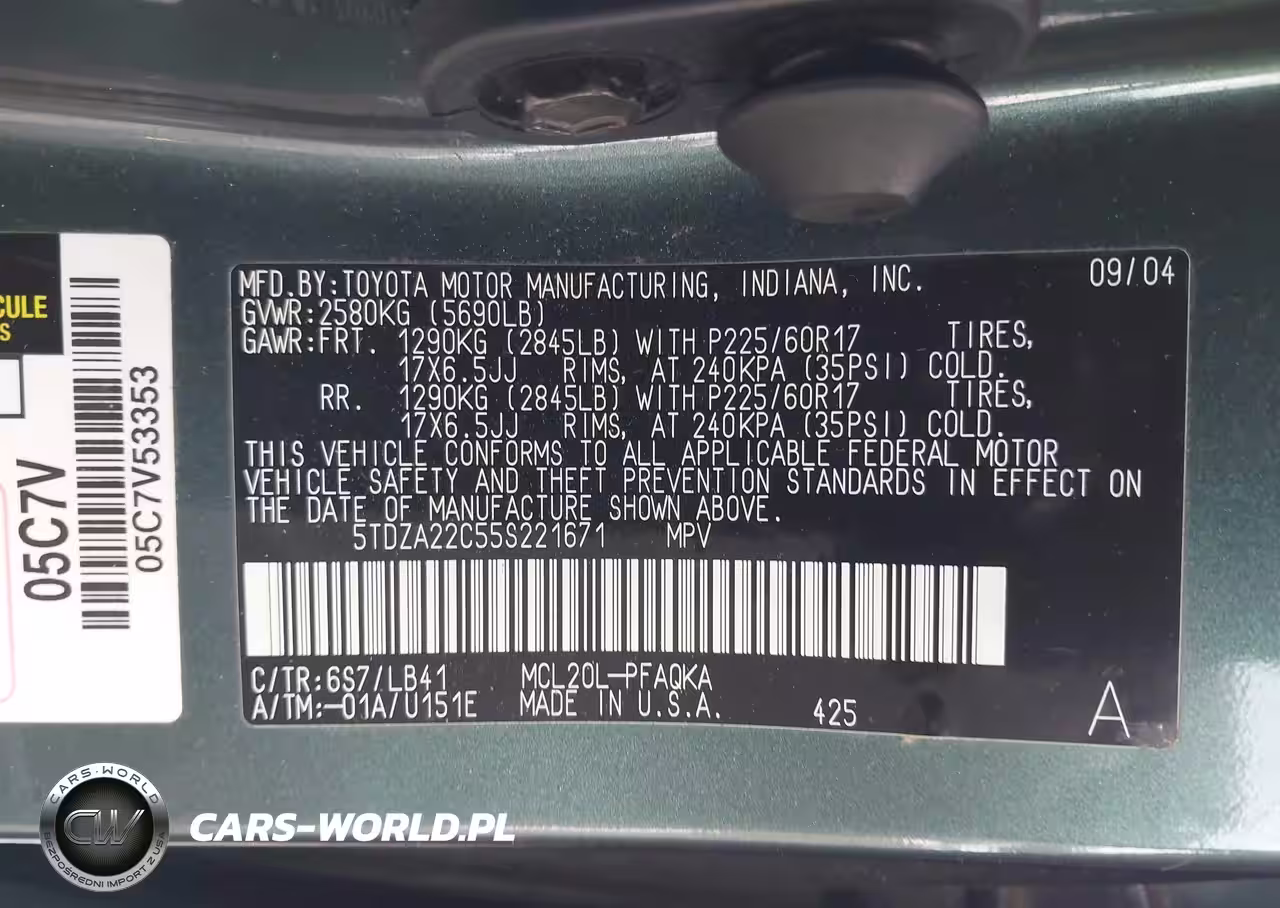 CULE
S
05C7V
05C7V53353
MFD.BY:TOYOTA MOTOR MANUFACTURING, INDIANA, INC. 09/04
GVWR:2580KG (5690LB)
GAWR:FRT. 1290KG (2845LB) WITH P225/60R17 TIRES,
17X6.5JJ RIMS, AT 240KPA (35PSI) COLD.
RR. 1290KG (2845LB) WITH P225/60R17 TIRES,
17X6.5JJ RIMS, AT 240KPA (35PSI) COLD.
THIS VEHICLE CONFORMS TO ALL APPLICABLE FEDERAL MOTOR
VEHICLE SAFETY AND THEFT PREVENTION STANDARDS IN EFFECT ON
THE DATE OF MANUFACTURE SHOWN ABOVE.
5TDZA22C55S221671 MPV
C/TR:6S7/LB41 MCL20L-PFAQKA
A/TM:-01A/U151E MADE IN U.S.A. 425 A
CARS-WORLD
CW
BEZPOŚREDNI IMPORT Z USA
CARS-WORLD.PL